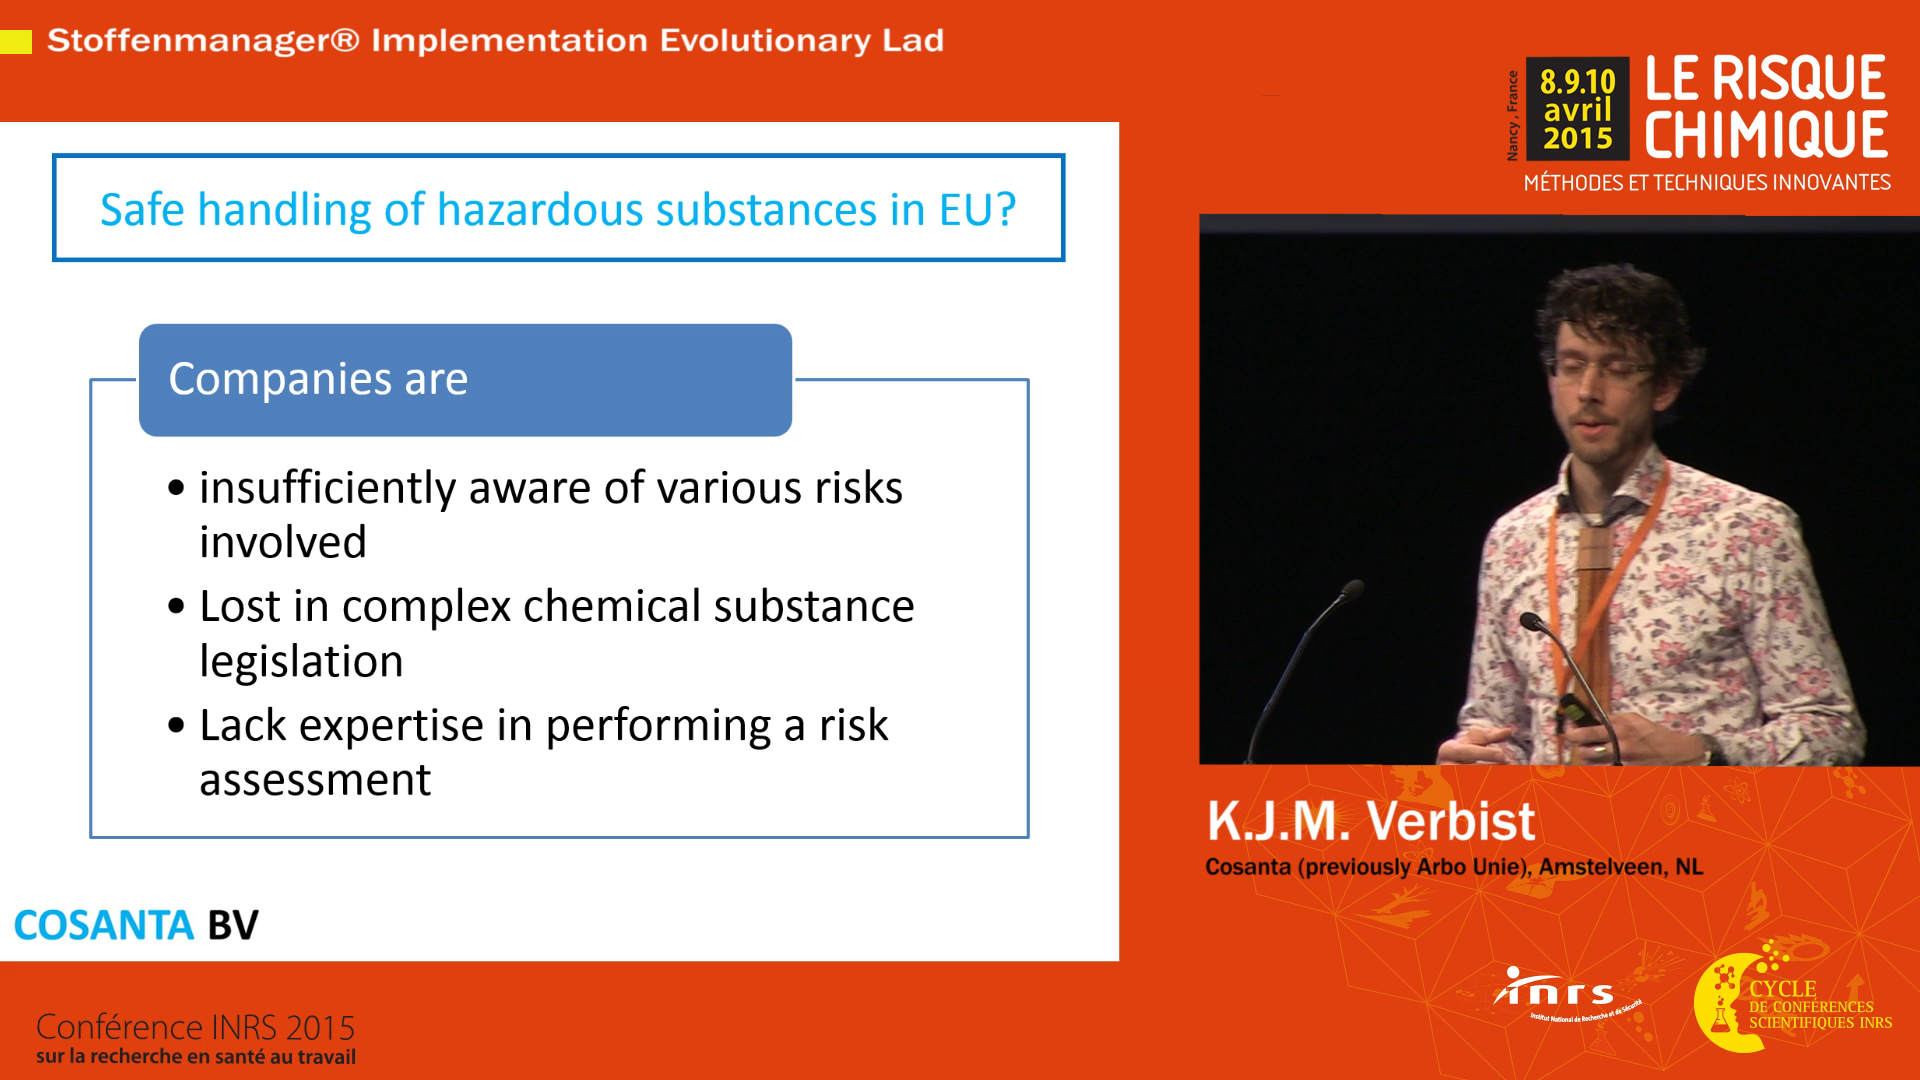 Stoffenmanager® Implementation Evolutionary Lad
Safe handling of hazardous substances in EU?
Companies are
• insufficiently aware of various risks
involved
• Lost in complex chemical substance
legislation
• Lack expertise in performing a risk
assessment
COSANTA BV
Conférence INRS 2015
sur la recherche en santé au travail
Nancy, France
8.9.10
avril
2015
LE RISQUE
CHIMIQUE
MÉTHODES ET TECHNIQUES INNOVANTES
K.J.M. Verbist
Cosanta (previously Arbo Unie), Amstelveen, NL
inrs
Institut National de Recherche et de Sécurité
CYCLE
DE CONFÉRENCES
SCIENTIFIQUES INRS